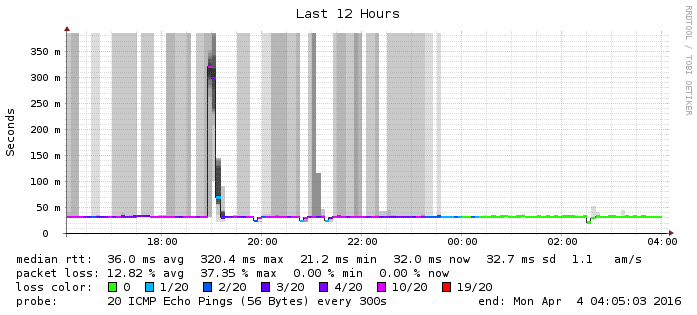 Last 12 Hours
RRDTOOL / TOBI OETIKER
Seconds
350 m
300 m
250 m
200 m
150 m
100 m
50 m
0
18:00 20:00 22:00 00:00 02:00 04:00
median rtt: 36.0 ms avg 320.4 ms max 21.2 ms min 32.0 ms now 32.7 ms sd 1.1 am/s
packet loss: 12.82 % avg 37.35 % max 0.00 % min 0.00 % now
loss color: 0 1/20 2/20 3/20 4/20 10/20 19/20
probe: 20 ICMP Echo Pings (56 Bytes) every 300s end: Mon Apr 4 04:05:03 2016